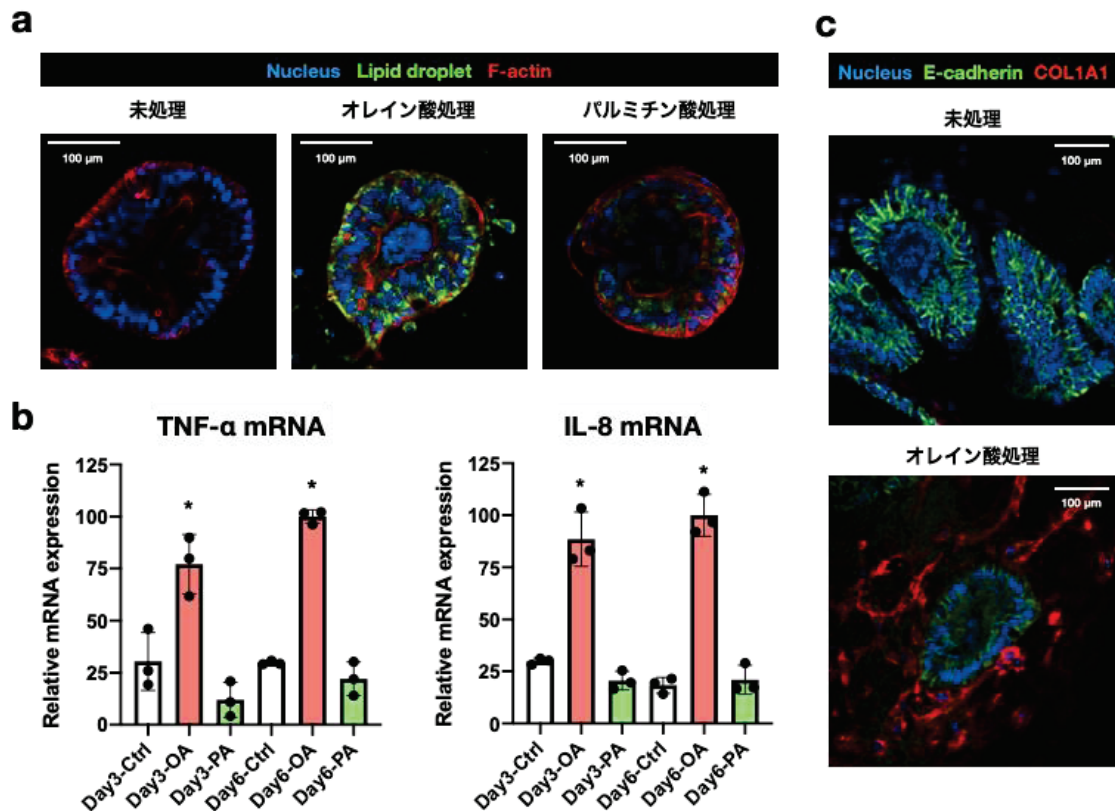 a
Nucleus Lipid droplet F-actin
未処理 オレイン酸処理 パルミチン酸処理
100 μm 100 μm 100 μm
b
TNF-α mRNA
Relative mRNA expression
125
100
75
50
25
0
*
*
Day3-Ctrl Day3-OA Day3-PA Day6-Ctrl Day6-OA Day6-PA
IL-8 mRNA
Relative mRNA expression
125
100
75
50
25
0
*
*
Day3-Ctrl Day3-OA Day3-PA Day6-Ctrl Day6-OA Day6-PA
c
Nucleus E-cadherin COL1A1
未処理
100 μm
オレイン酸処理
100 μm